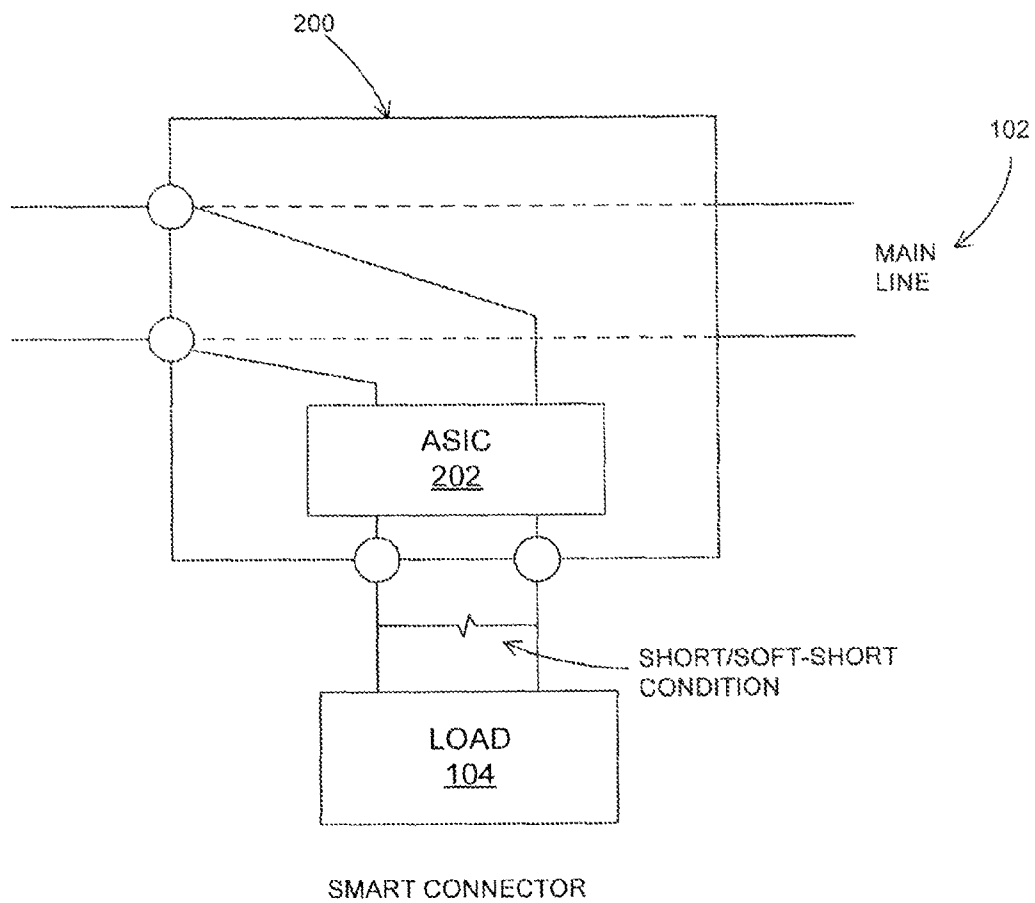 200
102
MAIN
LINE
ASIC
202
SHORT/SOFT-SHORT
CONDITION
LOAD
104
SMART CONNECTOR